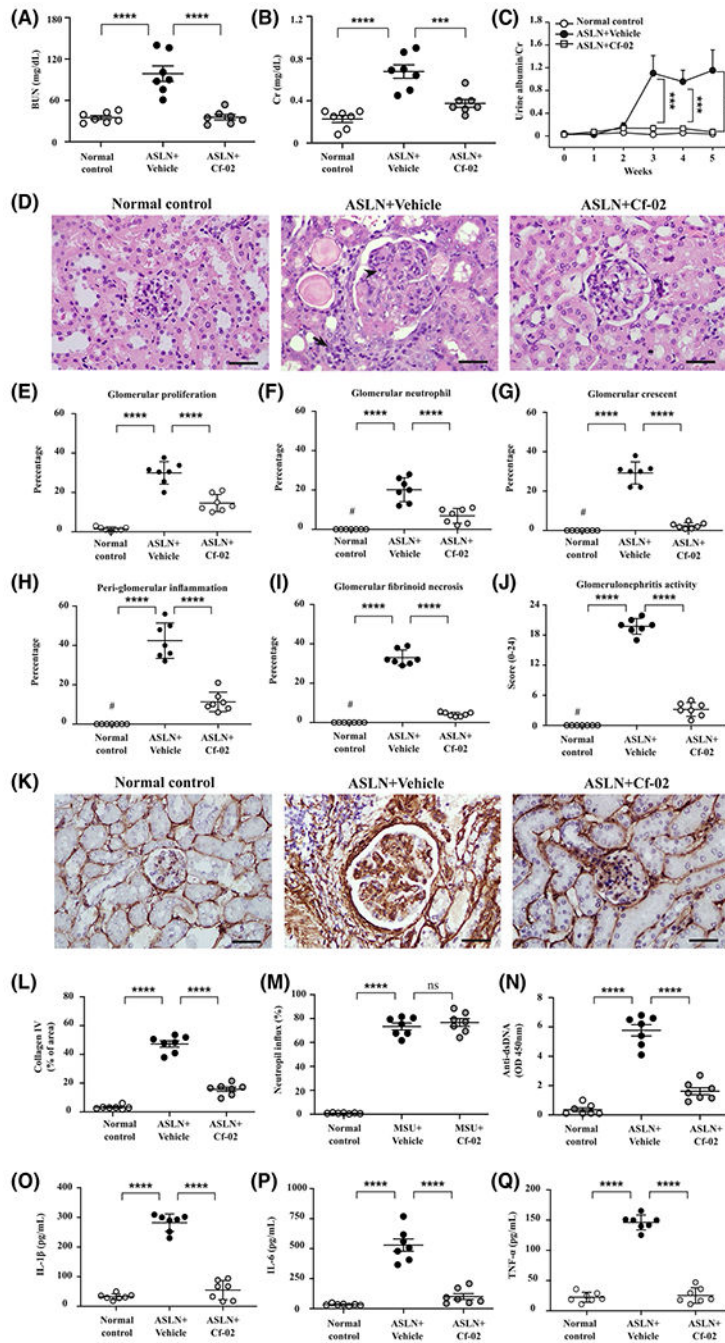 (A)
****
****
BUN (mg/dL)
180
120
60
0
Normal control
ASLN+ Vehicle
ASLN+ Cf-02
(B)
****
***
Cr (mg/dL)
1.2
0.8
0.4
0
Normal control
ASLN+ Vehicle
ASLN+ Cf-02
(C)
Normal control
ASLN+Vehicle
ASLN+Cf-02
Urine albumin/Cr
1.8
1.2
0.6
0
***
***
0 1 2 3 4 5
Weeks
(D)
Normal control
ASLN+Vehicle
ASLN+Cf-02
(E)
Glomerular proliferation
****
****
Percentage
60
40
20
0
Normal control
ASLN+ Vehicle
ASLN+ Cf-02
(F)
Glomerular neutrophil
****
****
Percentage
60
40
20
0
#
Normal control
ASLN+ Vehicle
ASLN+ Cf-02
(G)
Glomerular crescent
****
****
Percentage
60
40
20
0
#
Normal control
ASLN+ Vehicle
ASLN+ Cf-02
(H)
Peri-glomerular inflammation
****
****
Percentage
60
40
20
0
#
Normal control
ASLN+ Vehicle
ASLN+ Cf-02
(I)
Glomerular fibrinoid necrosis
****
****
Percentage
60
40
20
0
#
Normal control
ASLN+ Vehicle
ASLN+ Cf-02
(J)
Glomerulonephritis activity
****
****
Score (0-24)
24
18
12
6
0
#
Normal control
ASLN+ Vehicle
ASLN+ Cf-02
(K)
Normal control
ASLN+Vehicle
ASLN+Cf-02
(L)
****
****
Collagen IV (% of area)
80
60
40
20
0
Normal control
ASLN+ Vehicle
ASLN+ Cf-02
(M)
****
ns
Neutropil influx (%)
120
100
80
60
40
20
0
Normal control
MSU+ Vehicle
MSU+ Cf-02
(N)
****
****
Anti-dsDNA (OD 450nm)
8
6
4
2
0
Normal control
ASLN+ Vehicle
ASLN+ Cf-02
(O)
****
****
IL-1β (pg/mL)
400
300
200
100
0
Normal control
ASLN+ Vehicle
ASLN+ Cf-02
(P)
****
****
IL-6 (pg/mL)
1000
750
500
250
0
Normal control
ASLN+ Vehicle
ASLN+ Cf-02
(Q)
****
****
TNF-α (pg/mL)
200
150
100
50
0
Normal control
ASLN+ Vehicle
ASLN+ Cf-02